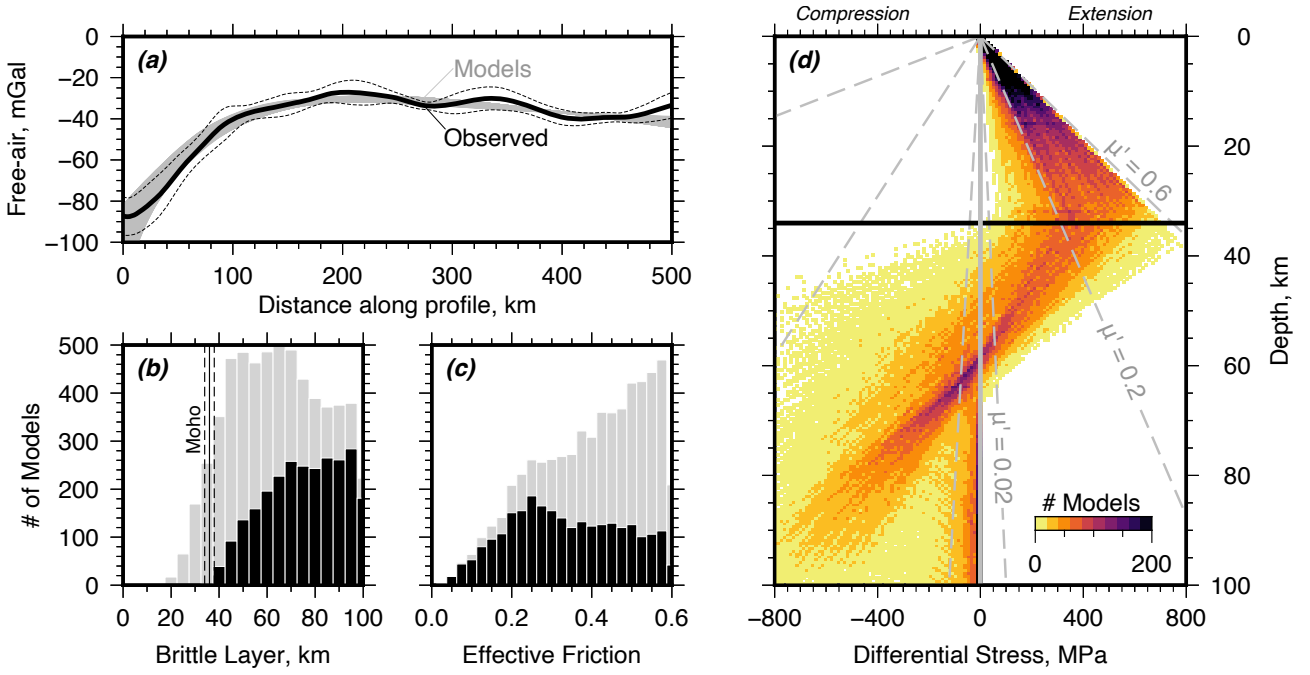 (a)
Free-air, mGal
0
−20
−40
−60
−80
−100
Models
Observed
0 100 200 300 400 500
Distance along profile, km
(b)
# of Models
500
400
300
200
100
0
Moho
0 20 40 60 80 100
Brittle Layer, km
(c)
0.0 0.2 0.4 0.6
Effective Friction
Compression Extension
(d)
0
20
40
60
80
100
Depth, km
μ' = 0.6
μ' = 0.2
μ' = 0.02
# Models
0 200
−800 −400 0 400 800
Differential Stress, MPa